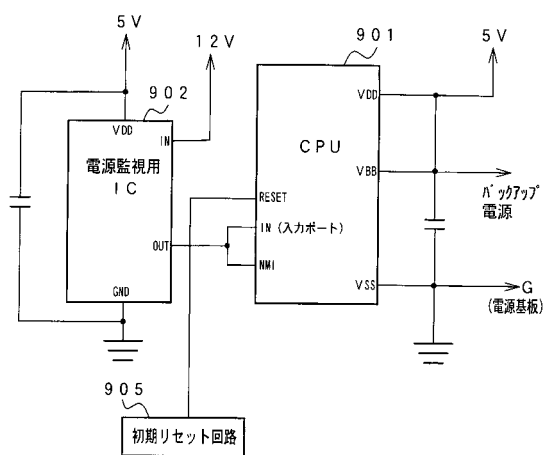 5V
12V
901
5V
902
VDD
IN
電源監視用
IC
OUT
GND
CPU
VDD
VBB
バックアップ
電源
RESET
IN (入力ポート)
NMI
VSS
G
(電源基板)
905
初期リセット回路